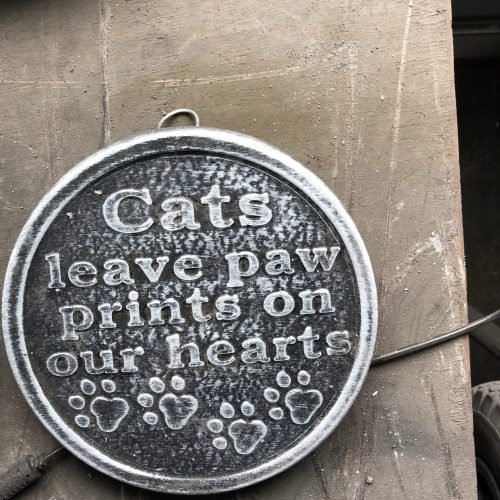 Cats
leave paw
prints on
our hearts